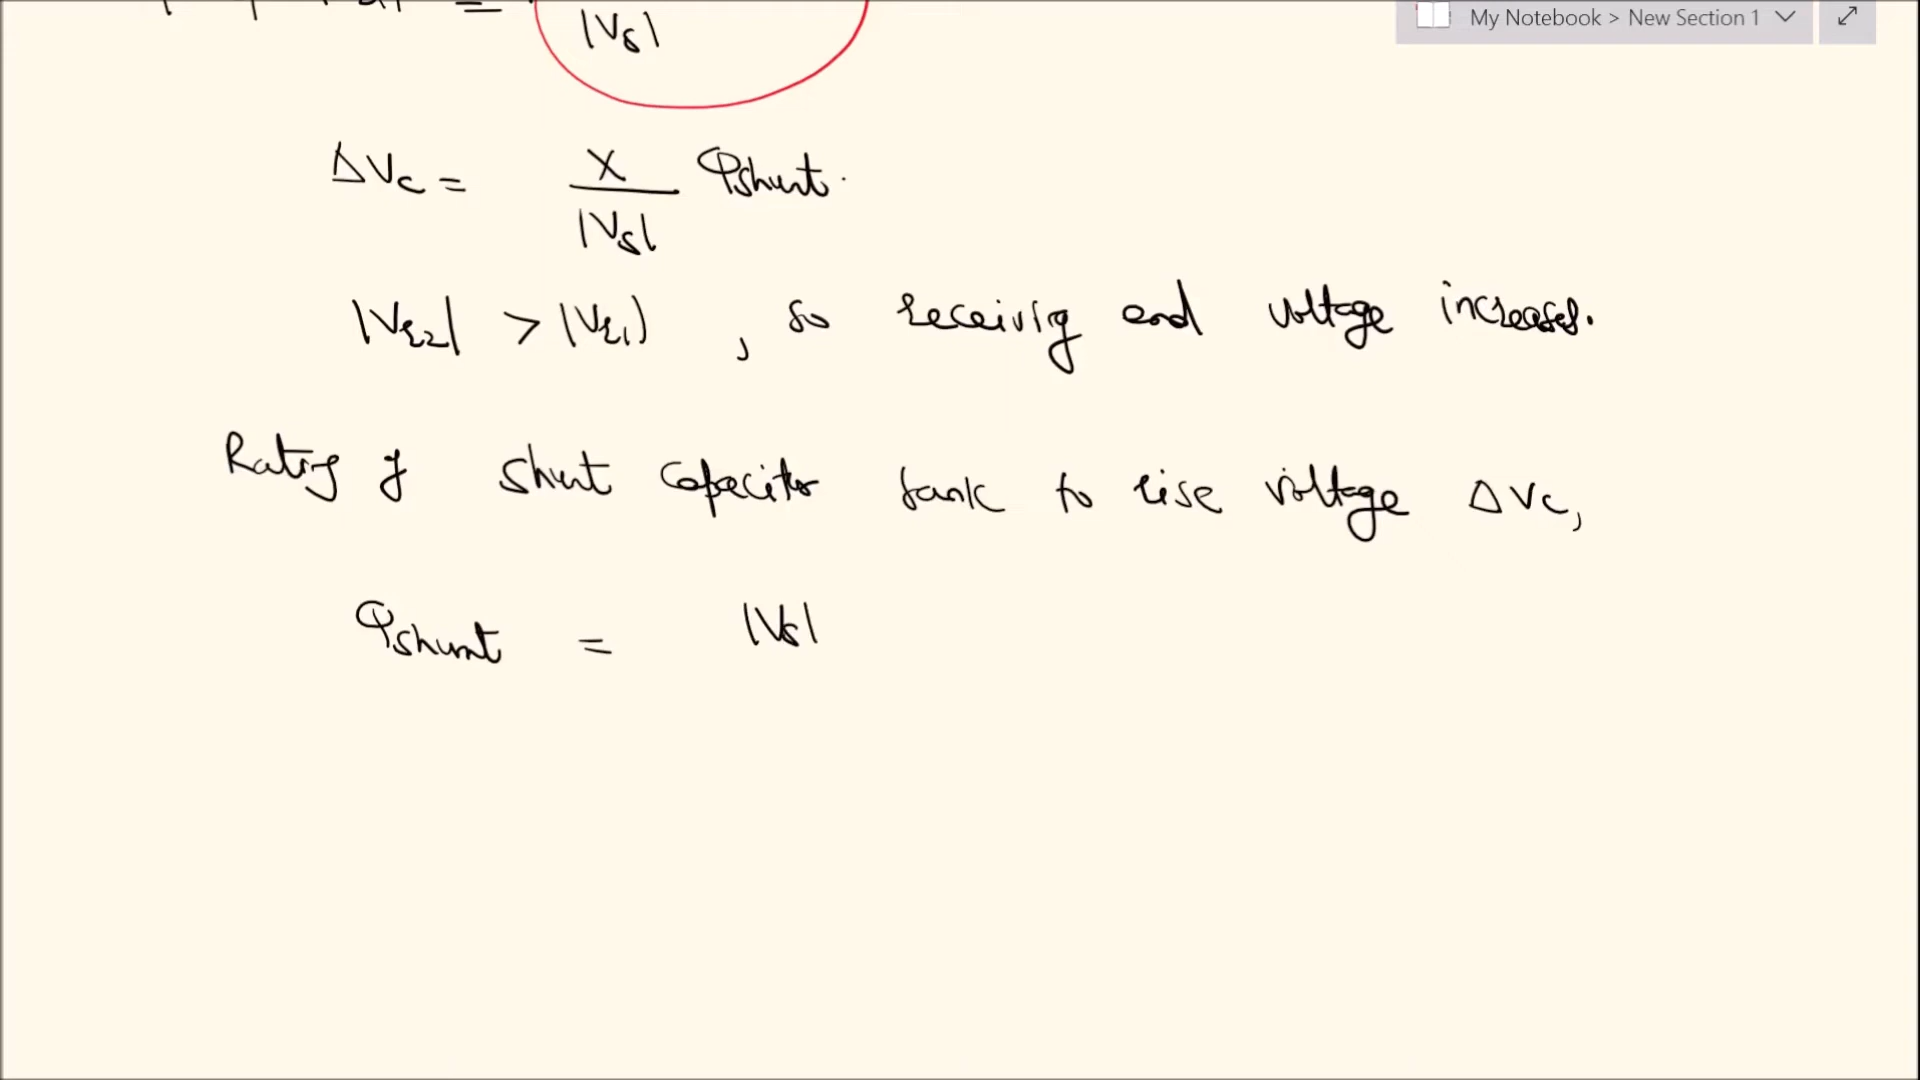 My Notebook > New Section 1
|Vs|
ΔVc = X / |Vs| Qshunt.
|Vr2| > |Vr1| , so receiving end voltage increases.
Rating of shunt capacitor bank to rise voltage ΔVc,
Qshunt = |Vs|